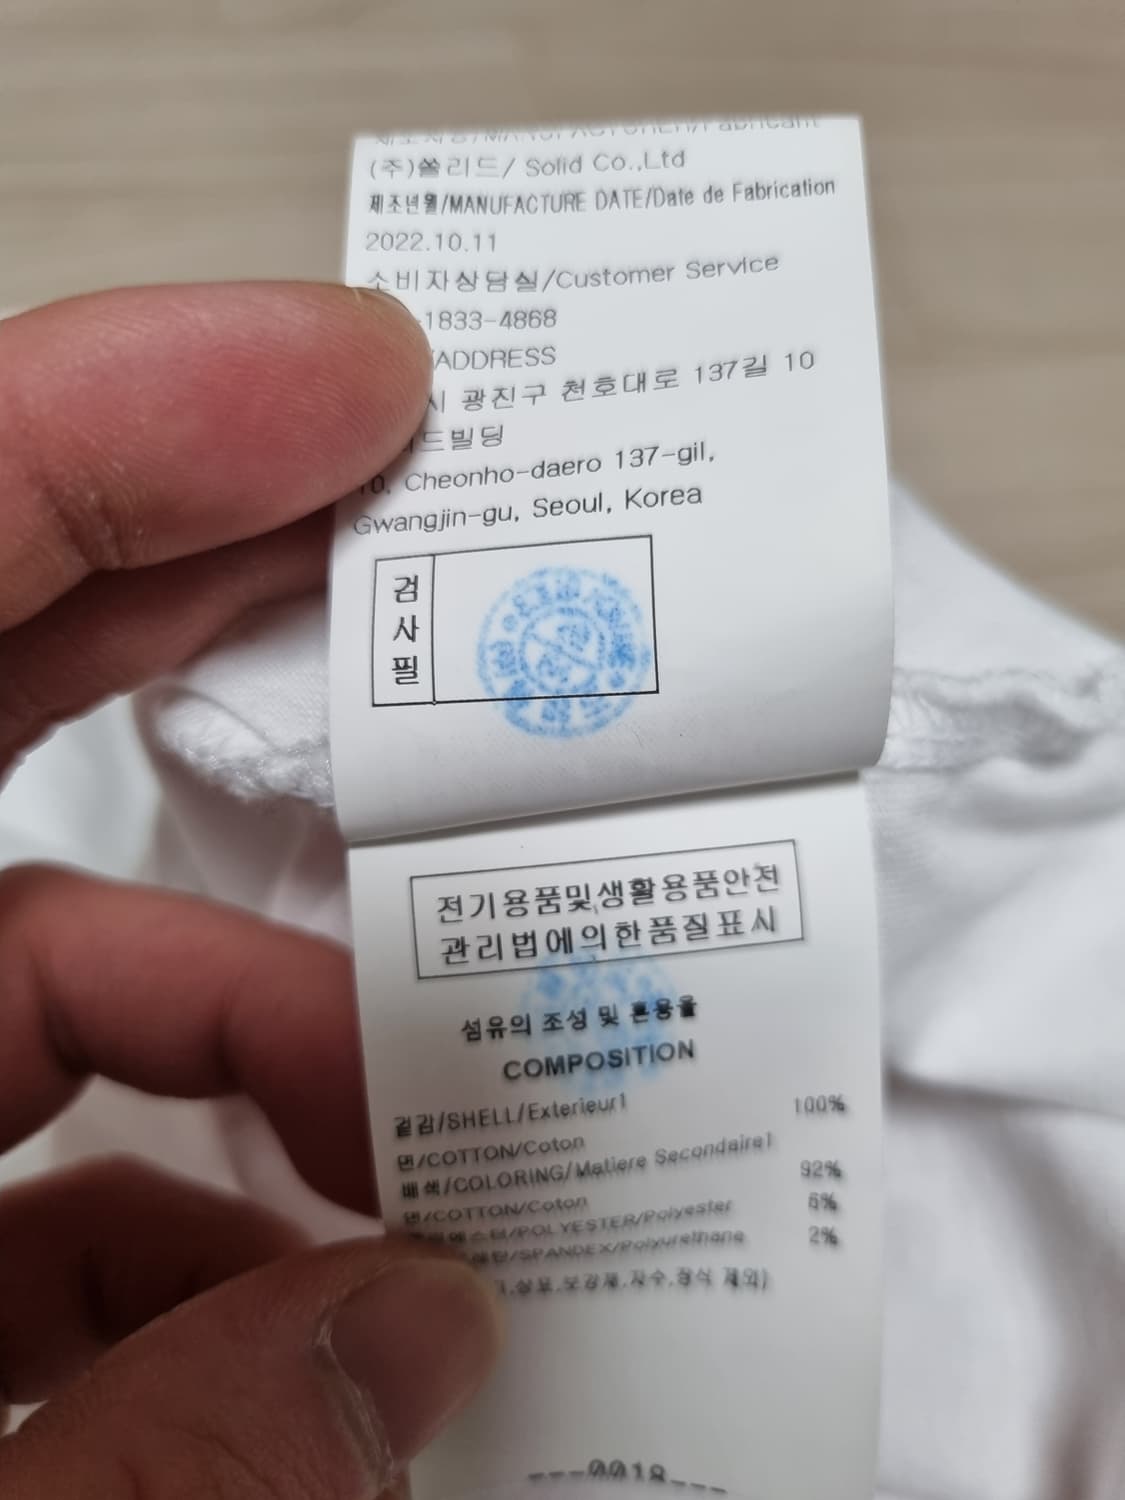 (주)쏠리드/ Solid Co.,Ltd
제조년월/MANUFACTURE DATE/Date de Fabrication
2022.10.11
소비자상담실/Customer Service
-1833-4868
/ADDRESS
시 광진구 천호대로 137길 10
드빌딩
10, Cheonho-daero 137-gil,
Gwangjin-gu, Seoul, Korea
검사필
전기용품및생활용품안전
관리법에의한품질표시
섬유의 조성 및 혼용율
COMPOSITION
겉감/SHELL/Exterieur1 100%
면/COTTON/Coton
배색/COLORING/Matiere Secondaire1
면/COTTON/Coton 92%
/POLYESTER/Polyester 6%
/SPANDEX/Polyurethane 2%
제외)
---0018---